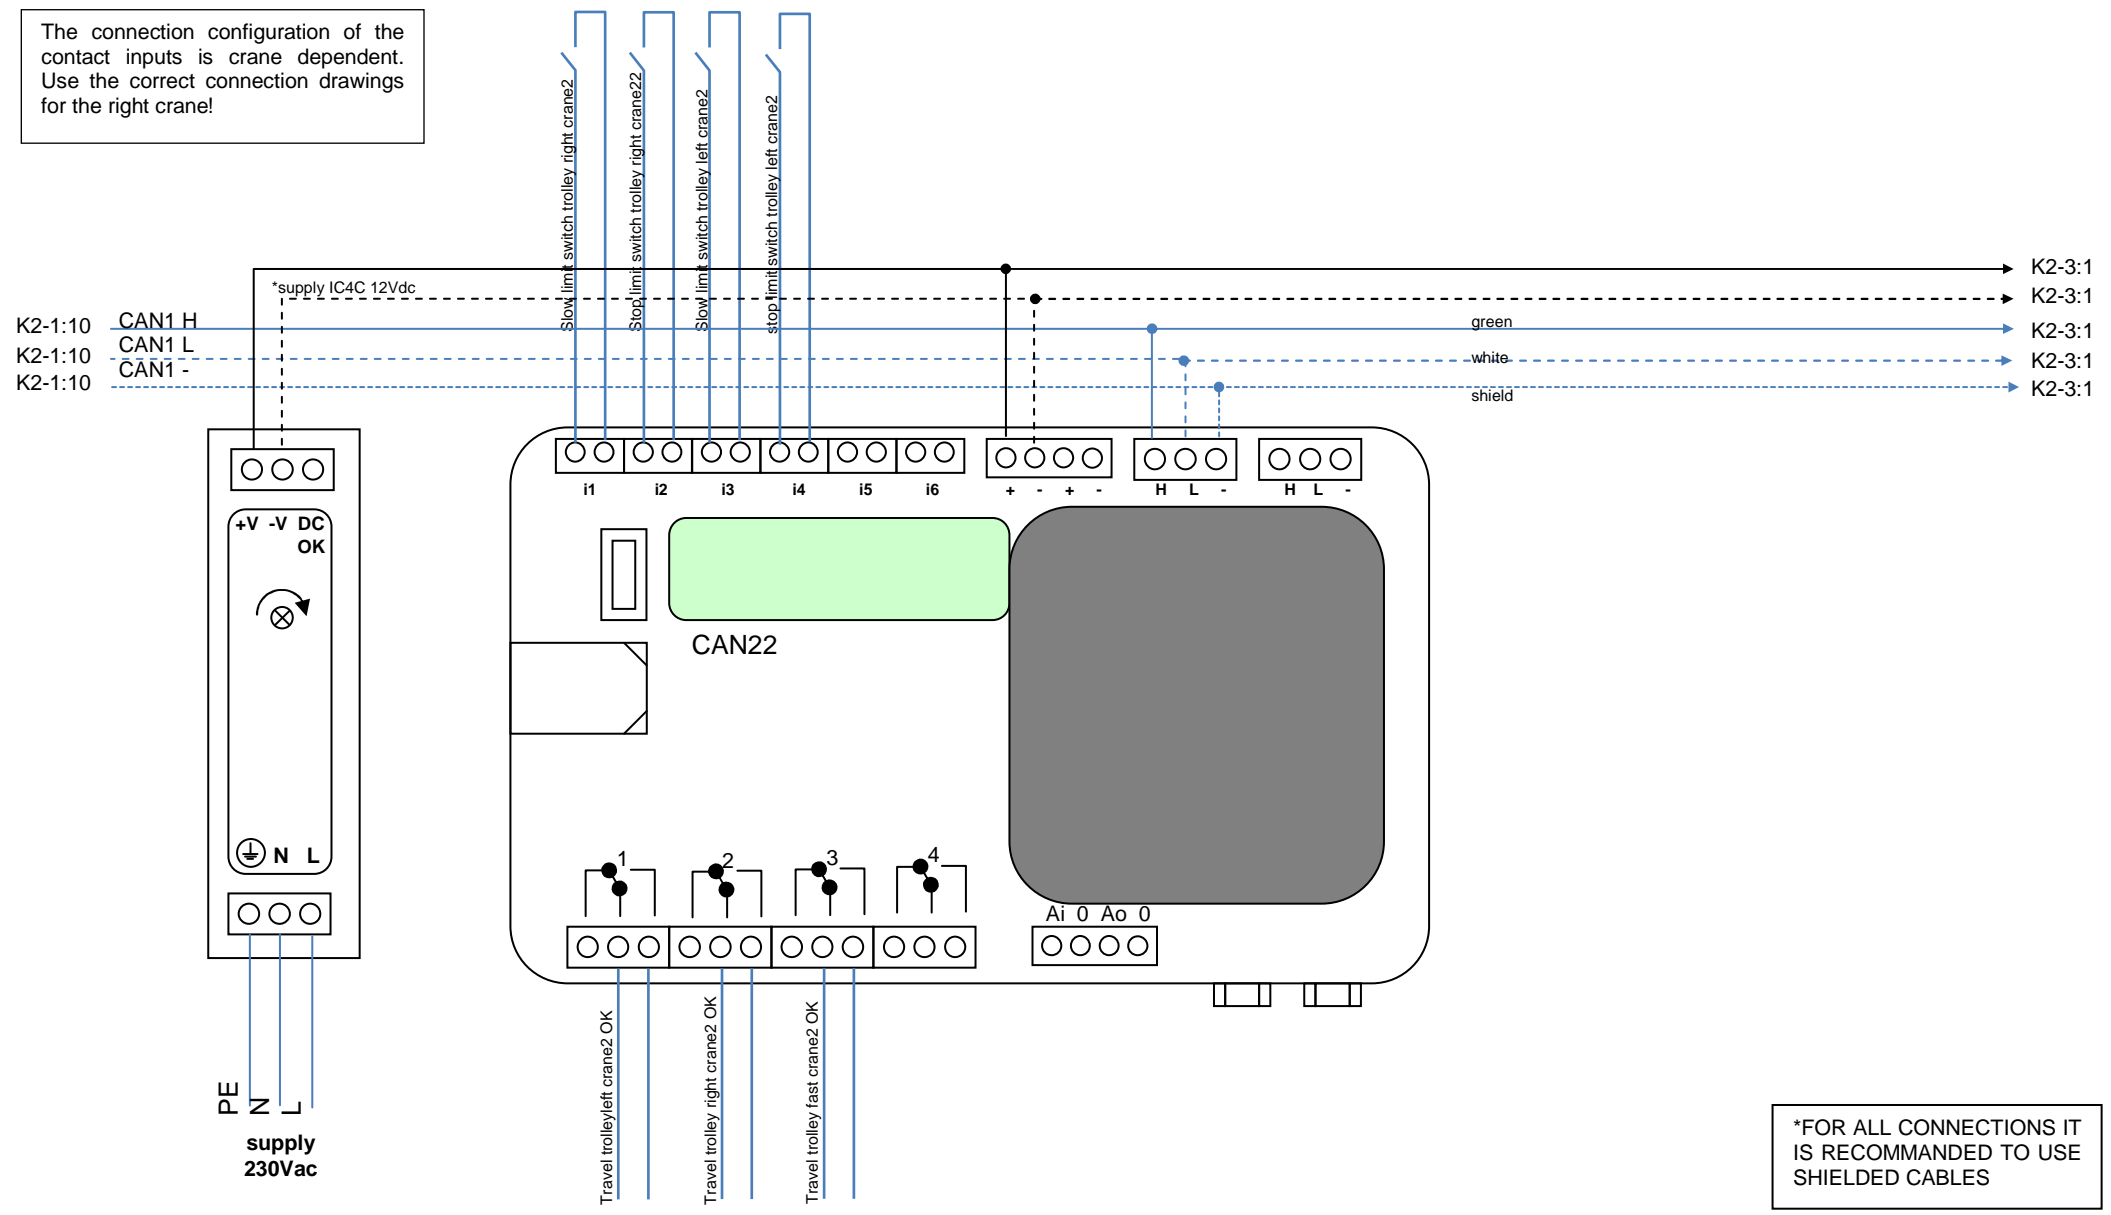 The connection configuration of the
contact inputs is crane dependent.
Use the correct connection drawings
for the right crane!
Slow limit switch trolley right crane2
Stop limit switch trolley right crane22
Slow limit switch trolley left crane2
stop limit switch trolley left crane2
K2-3:1
*supply IC4C 12Vdc
K2-3:1
K2-1:10 CAN1 H green K2-3:1
K2-1:10 CAN1 L white K2-3:1
K2-1:10 CAN1 - shield K2-3:1
i1 i2 i3 i4 i5 i6 + - + - H L - H L -
+V -V DC
OK
CAN22
N L
1 2 3 4
Ai 0 Ao 0
PE
N
L
supply
230Vac
Travel trolleyleft crane2 OK
Travel trolley right crane2 OK
Travel trolley fast crane2 OK
*FOR ALL CONNECTIONS IT
IS RECOMMANDED TO USE
SHIELDED CABLES